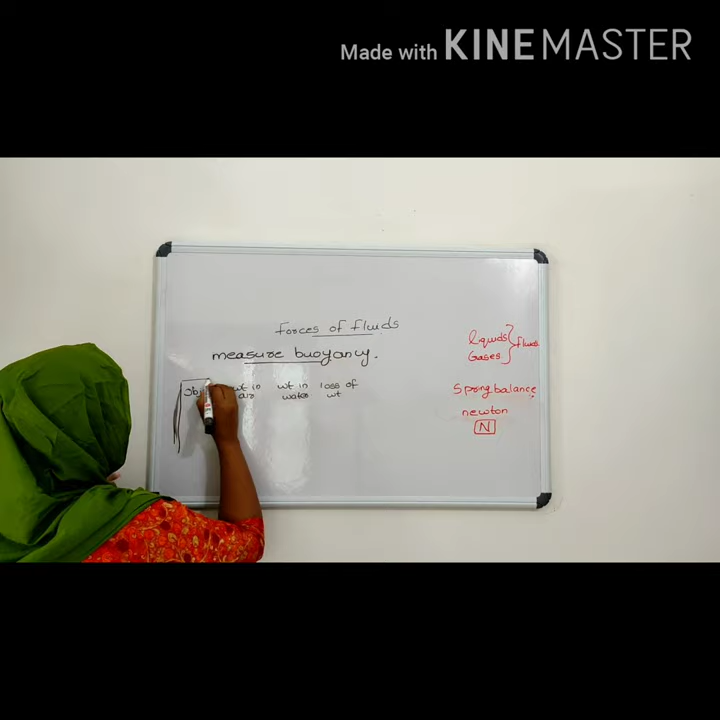 Made with KINEMASTER
Forces of fluids
measure buoyancy.
wt in air
wt in water
loss of wt
liquids
Gases
fluids
Spring balance
newton
N